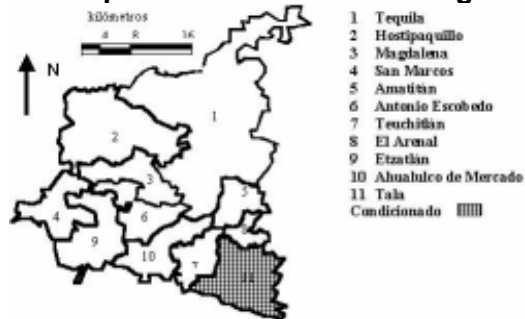 kilómetros
4 8 16
N
1 Tequila
2 Hostipaquillo
3 Magdalena
4 San Marcos
5 Amatitán
6 Antonio Escobedo
7 Teuchitlán
8 El Arenal
9 Etzatlán
10 Ahualulco de Mercado
11 Tala
Condicionado
1
2
3
5
4
6
8
9
10
7
11